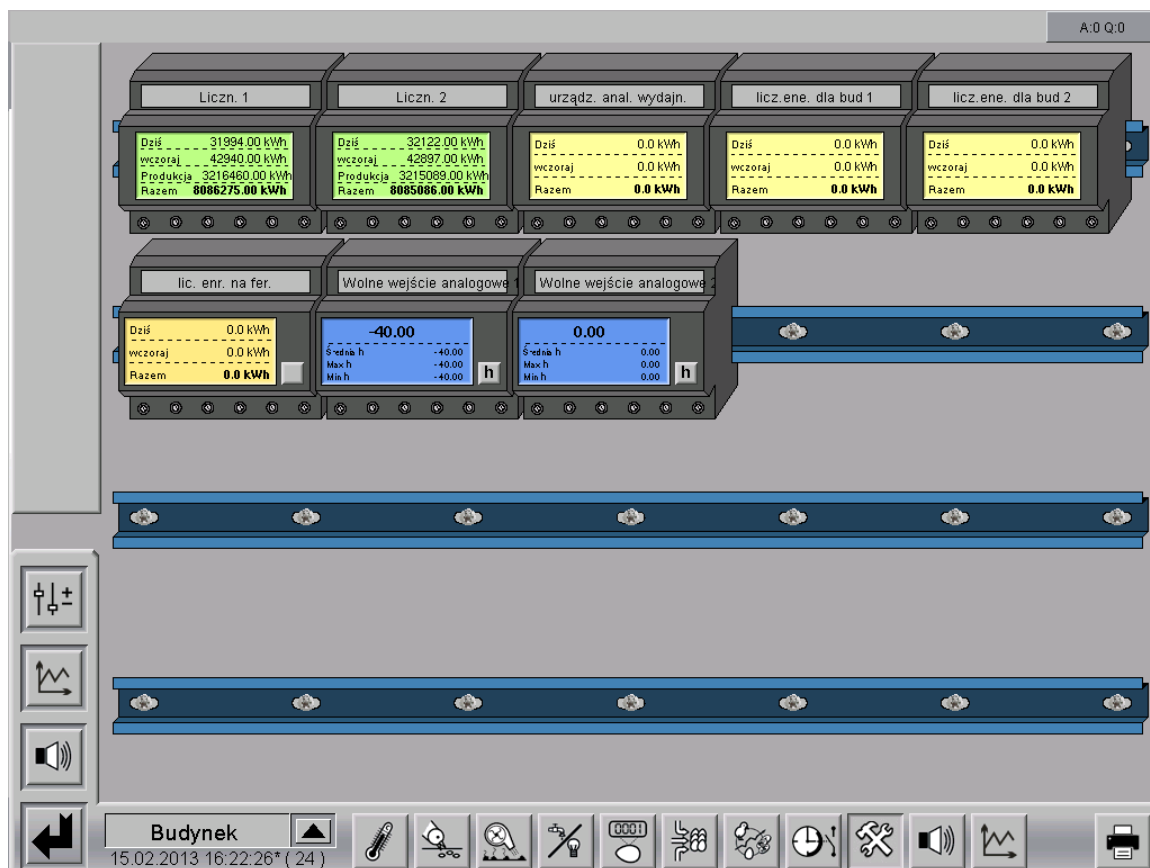 A:0 Q:0
Liczn. 1
Liczn. 2
urządz. anal. wydajn.
licz.ene. dla bud 1
licz.ene. dla bud 2
Dziś 31994.00 kWh
wczoraj 42940.00 kWh
Produkcja 3216460.00 kWh
Razem 8086275.00 kWh
Dziś 32122.00 kWh
wczoraj 42897.00 kWh
Produkcja 3215089.00 kWh
Razem 8085086.00 kWh
Dziś 0.0 kWh
wczoraj 0.0 kWh
Razem 0.0 kWh
Dziś 0.0 kWh
wczoraj 0.0 kWh
Razem 0.0 kWh
Dziś 0.0 kWh
wczoraj 0.0 kWh
Razem 0.0 kWh
lic. enr. na fer.
Wolne wejście analogowe 1
Wolne wejście analogowe 2
Dziś 0.0 kWh
wczoraj 0.0 kWh
Razem 0.0 kWh
-40.00
Średnia h -40.00
Max h -40.00
Min h -40.00
h
0.00
Średnia h 0.00
Max h 0.00
Min h 0.00
h
Budynek
15.02.2013 16:22:26* ( 24 )
0001